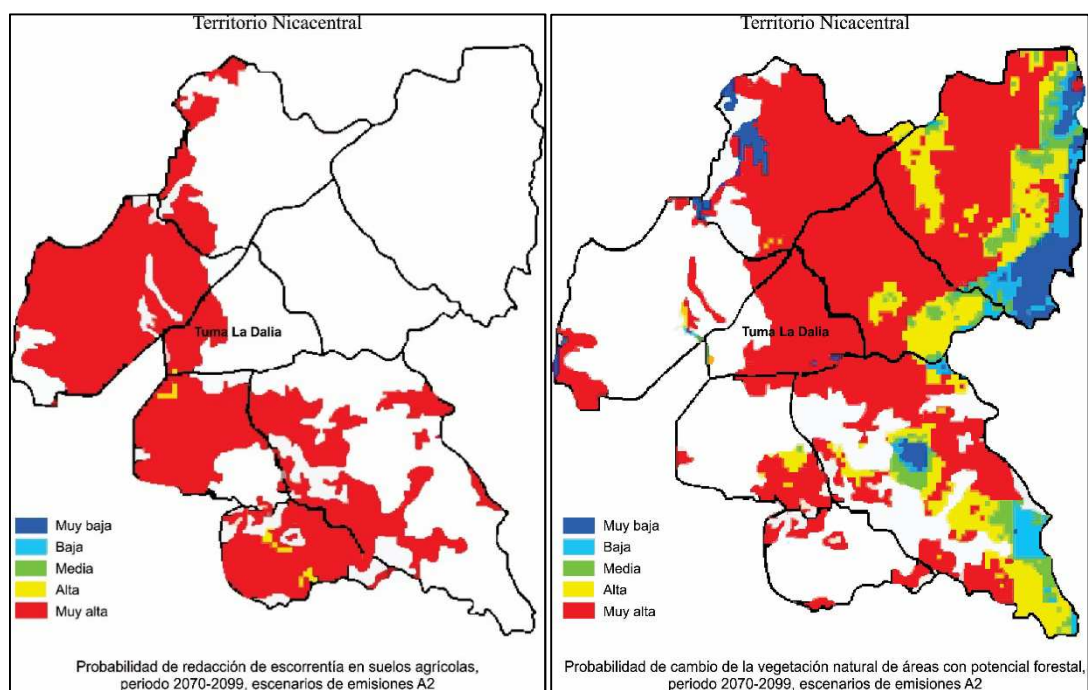 Territorio Nicacentral
Tuma La Dalia
Muy baja
Baja
Media
Alta
Muy alta
Probabilidad de redacción de escorrentía en suelos agrícolas,
periodo 2070-2099, escenarios de emisiones A2
Territorio Nicacentral
Tuma La Dalia
Muy baja
Baja
Media
Alta
Muy alta
Probabilidad de cambio de la vegetación natural de áreas con potencial forestal,
periodo 2070-2099, escenarios de emisiones A2